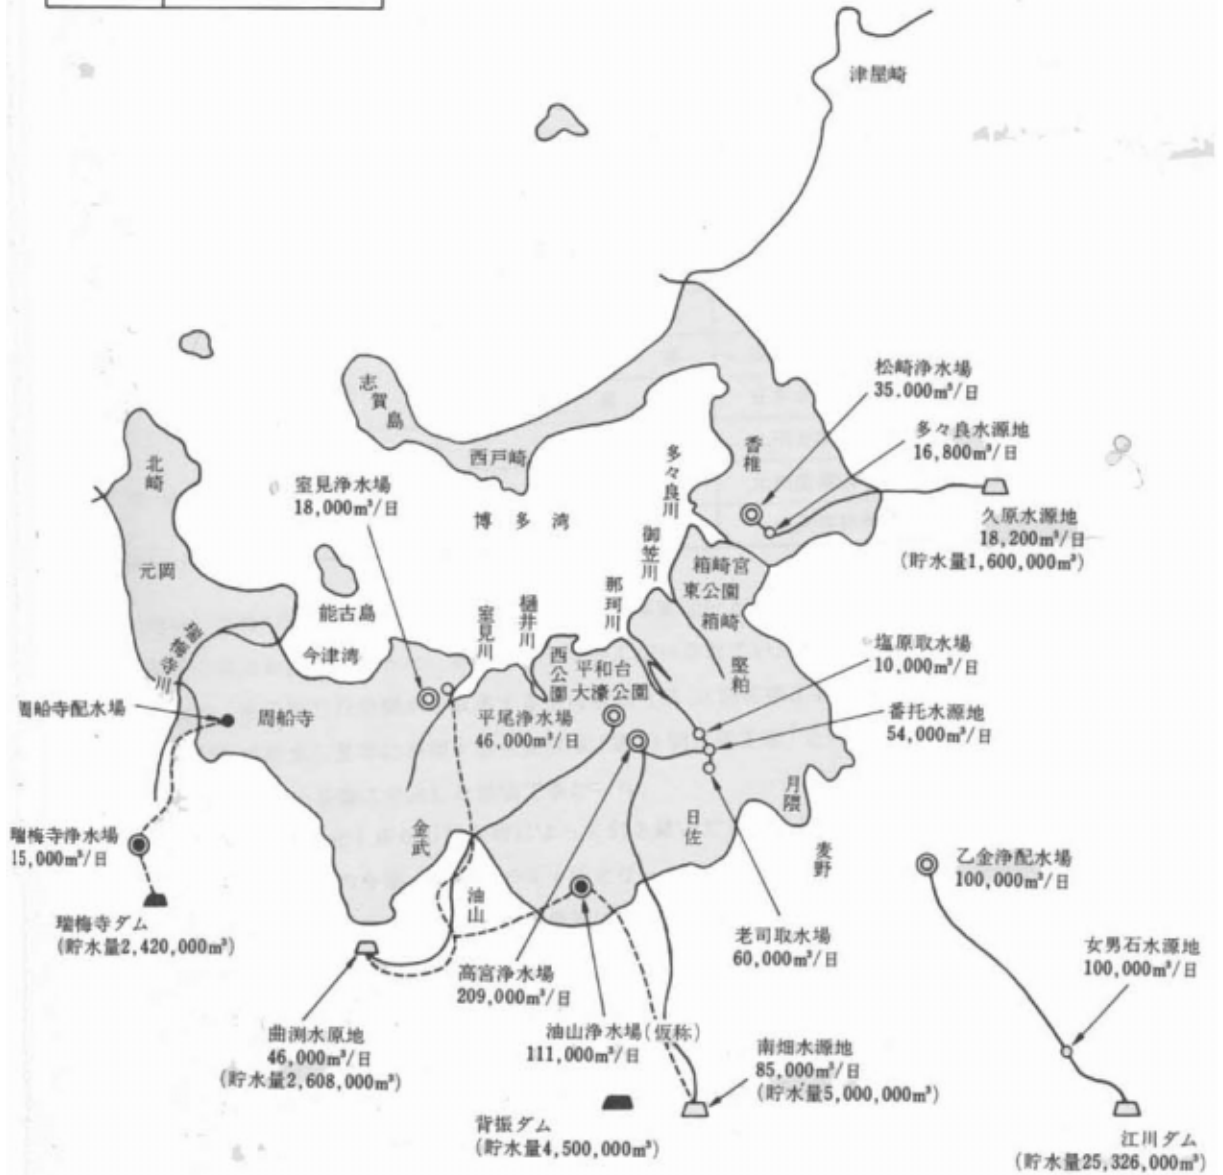 津屋崎
志賀島
西戸崎
北崎
元岡
能古島
今津湾
博多湾
香椎
松崎浄水場
35.000m³/日
多々良水源地
16,800m³/日
久原水源地
18,200m³/日
(貯水量1,600,000m³)
多々良川
御笠川
那珂川
樋井川
室見川
瑞梅寺川
室見浄水場
18,000m³/日
箱崎宮
東公園
箱崎
堅粕
西公園
平和台
大濠公園
平尾浄水場
46,000m³/日
塩原取水場
10,000m³/日
番托水源地
54,000m³/日
周船寺配水場
周船寺
瑞梅寺浄水場
15,000m³/日
瑞梅寺ダム
(貯水量2,420,000m³)
金武
油山
日佐
月隈
麦野
老司取水場
60,000m³/日
高宮浄水場
209,000m³/日
油山浄水場(仮称)
111,000m³/日
曲渕水原地
46,000m³/日
(貯水量2,608,000m³)
背振ダム
(貯水量4,500,000m³)
南畑水源地
85,000m³/日
(貯水量5,000,000m³)
乙金浄配水場
100,000m³/日
女男石水源地
100,000m³/日
江川ダム
(貯水量25,326,000m³)